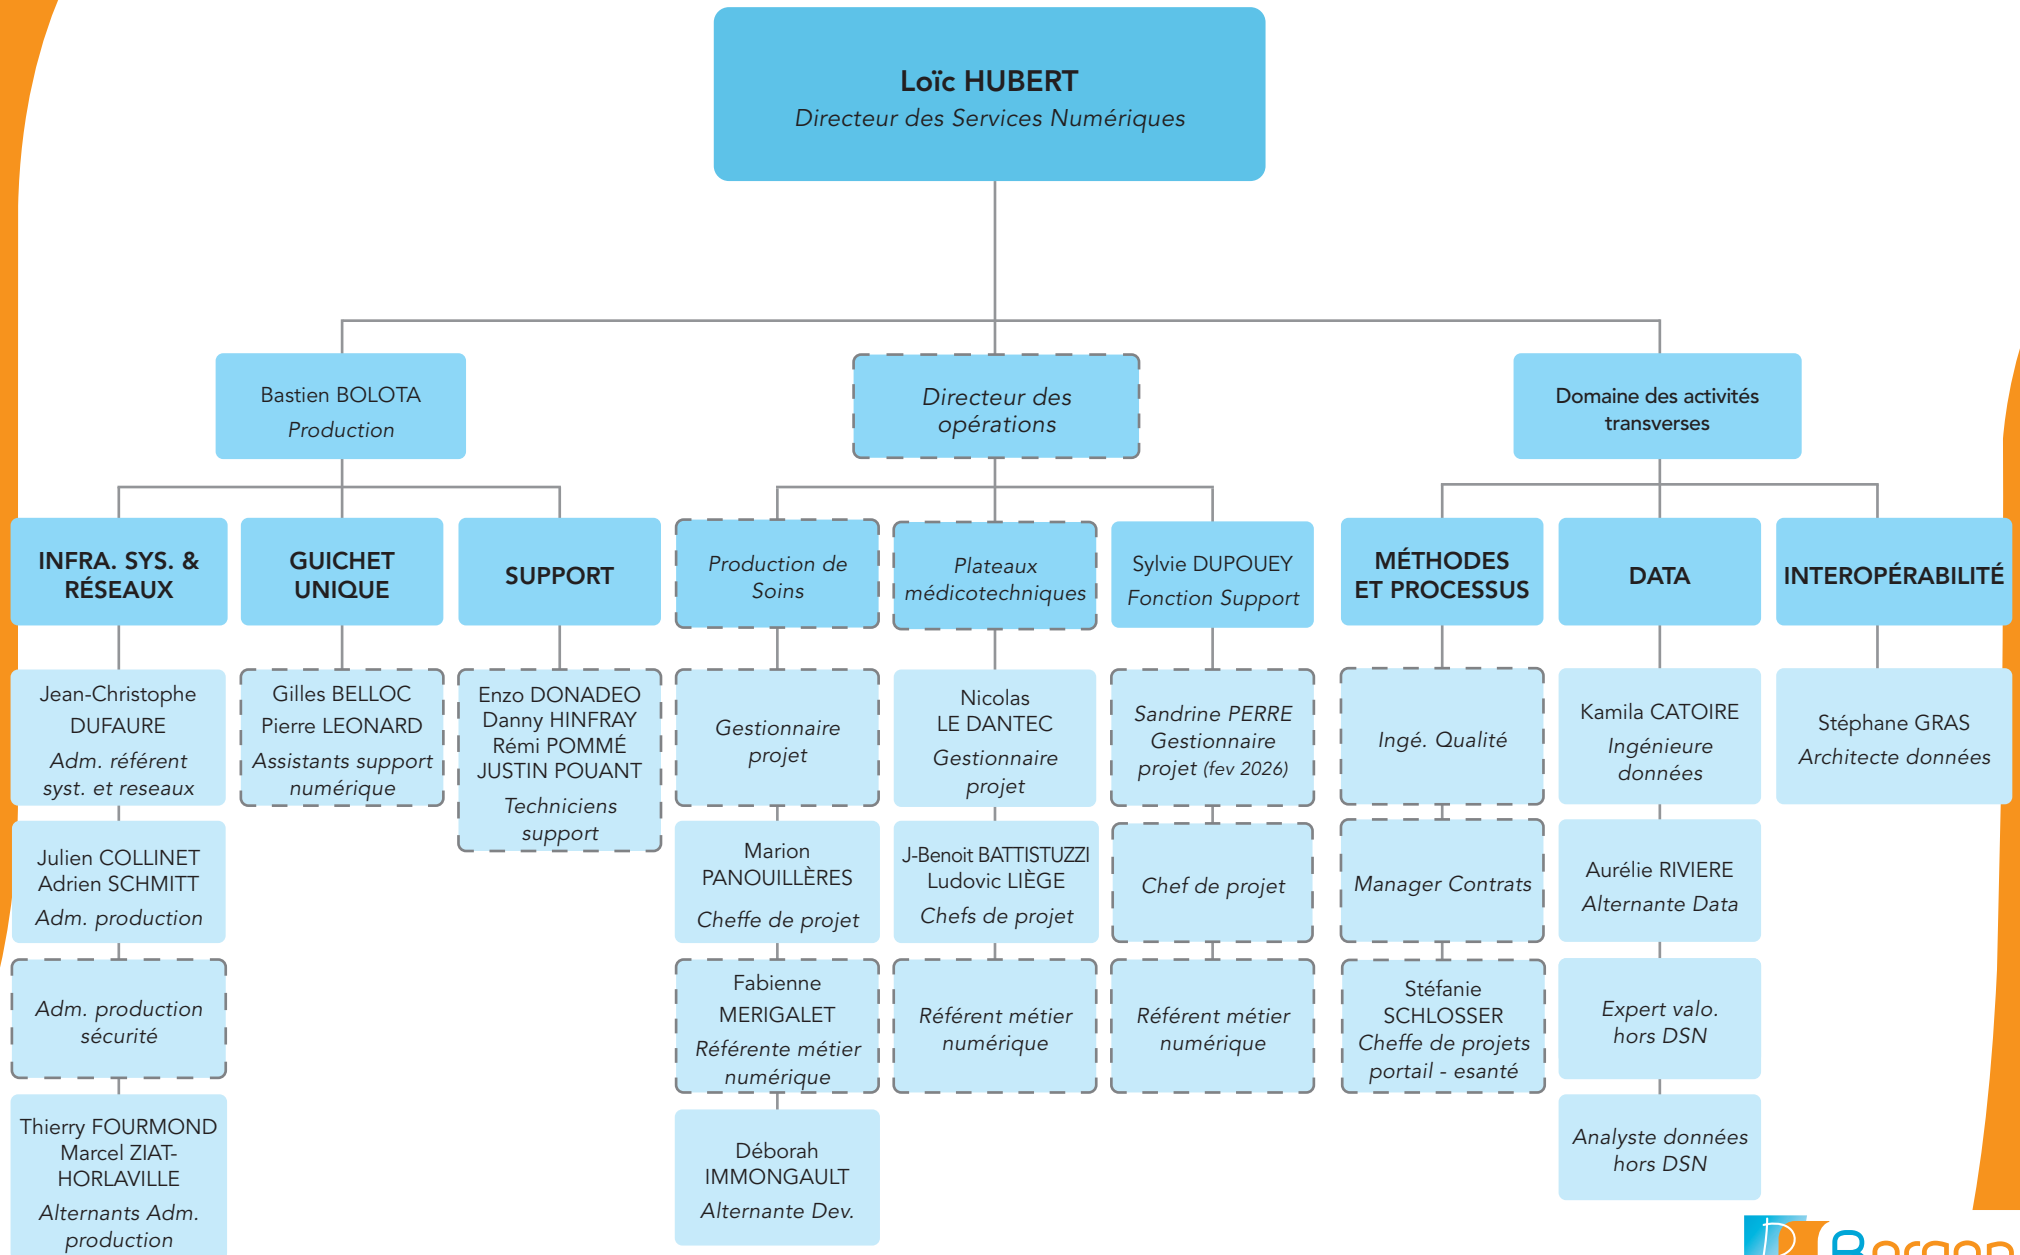 Loïc HUBERT
Directeur des Services Numériques
Bastien BOLOTA
Production
Directeur des
opérations
Domaine des activités
transverses
INFRA. SYS. &
RÉSEAUX
GUICHET
UNIQUE
SUPPORT
Production de
Soins
Plateaux
médicotechniques
Sylvie DUPOUEY
Fonction Support
MÉTHODES
ET PROCESSUS
DATA
INTEROPÉRABILITÉ
Jean-Christophe
DUFAURE
Adm. référent
syst. et reseaux
Gilles BELLOC
Pierre LEONARD
Assistants support
numérique
Enzo DONADEO
Danny HINFRAY
Rémi POMMÉ
JUSTIN POUANT
Techniciens
support
Gestionnaire
projet
Nicolas
LE DANTEC
Gestionnaire
projet
Sandrine PERRE
Gestionnaire
projet (fev 2026)
Ingé. Qualité
Kamila CATOIRE
Ingénieure
données
Stéphane GRAS
Architecte données
Julien COLLINET
Adrien SCHMITT
Adm. production
Marion
PANOUILLÈRES
Cheffe de projet
J-Benoit BATTISTUZZI
Ludovic LIÈGE
Chefs de projet
Chef de projet
Manager Contrats
Aurélie RIVIERE
Alternante Data
Adm. production
sécurité
Fabienne
MERIGALET
Référente métier
numérique
Référent métier
numérique
Référent métier
numérique
Stéfanie
SCHLOSSER
Cheffe de projets
portail - esanté
Expert valo.
hors DSN
Thierry FOURMOND
Marcel ZIAT-
HORLAVILLE
Alternants Adm.
production
Déborah
IMMONGAULT
Alternante Dev.
Analyste données
hors DSN